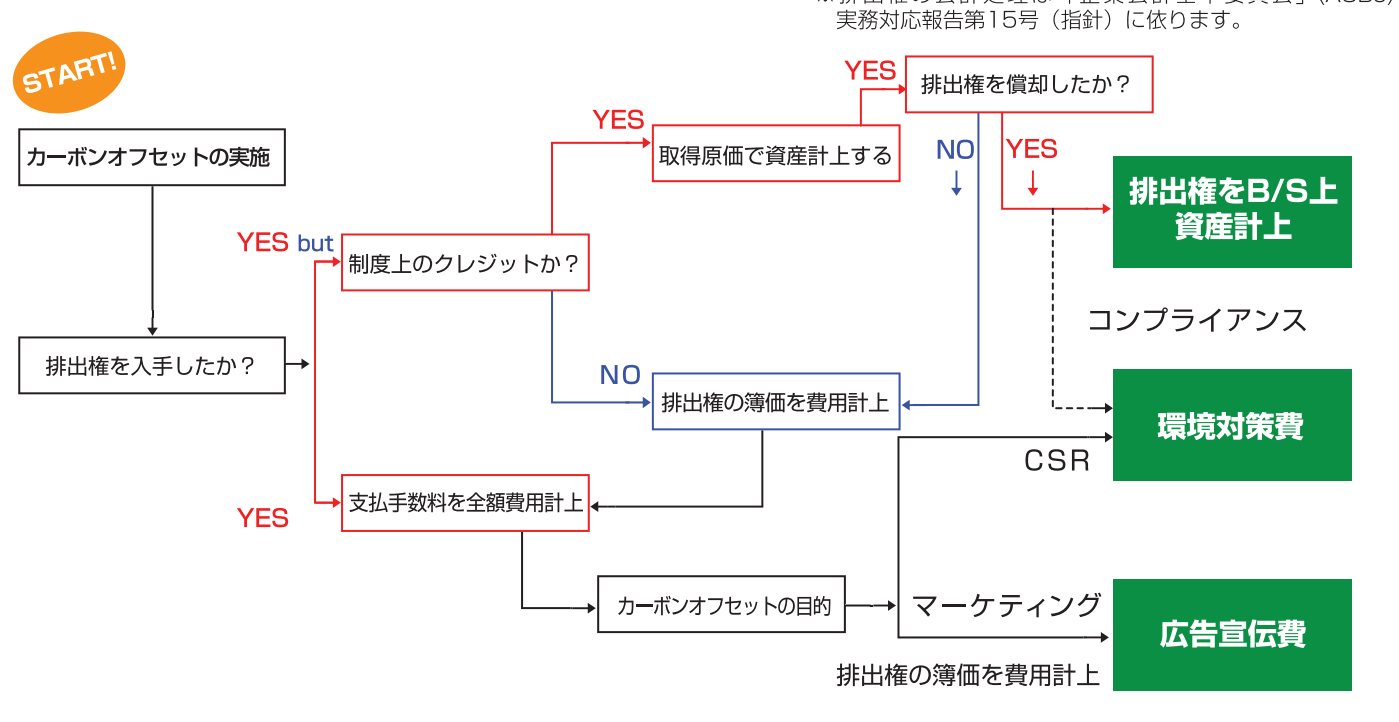 実務対応報告第15号（指針）に依ります。
START!
カーボンオフセットの実施
排出権を入手したか？
YES but
制度上のクレジットか？
YES
取得原価で資産計上する
YES
排出権を償却したか？
NO
YES
排出権をB/S上
資産計上
コンプライアンス
NO
排出権の簿価を費用計上
環境対策費
CSR
YES
支払手数料を全額費用計上
カーボンオフセットの目的
マーケティング
広告宣伝費
排出権の簿価を費用計上